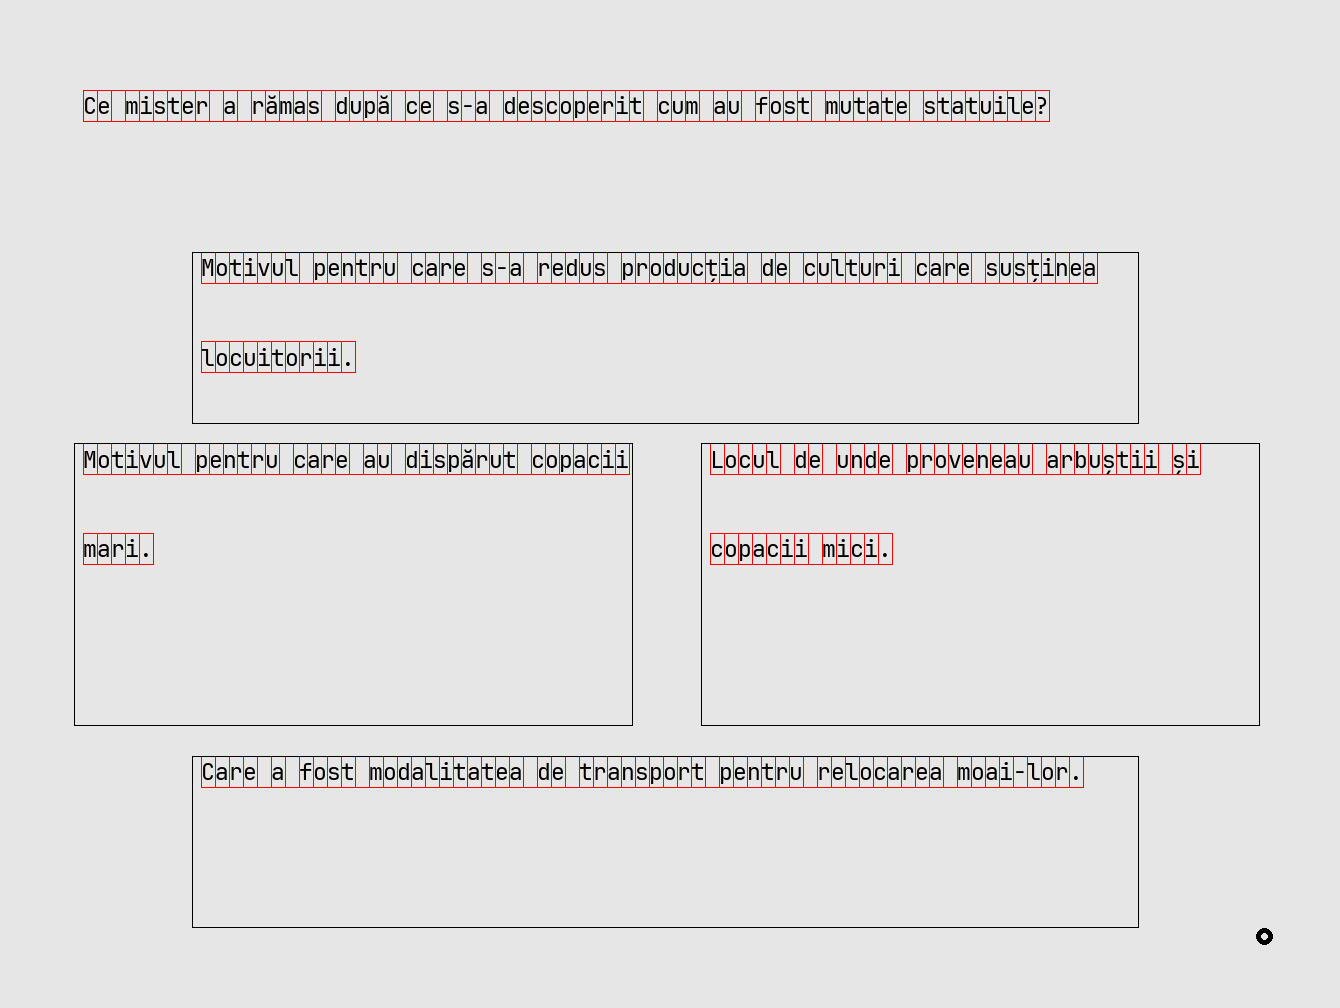 Ce mister a rămas după ce s-a descoperit cum au fost mutate statuile?
Motivul pentru care s-a redus producția de culturi care susținea
locuitorii.
Motivul pentru care au dispărut copacii
mari.
Locul de unde proveneau arbuștii și
copacii mici.
Care a fost modalitatea de transport pentru relocarea moai-lor.